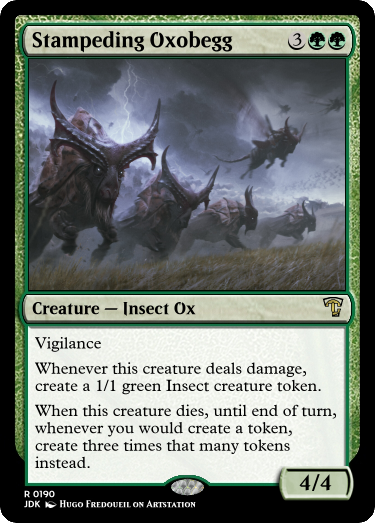 Stampeding Oxobegg 3
Creature — Insect Ox
Vigilance
Whenever this creature deals damage,
create a 1/1 green Insect creature token.
When this creature dies, until end of turn,
whenever you would create a token,
create three times that many tokens
instead.
4/4
R 0190
JDK Hugo Fredoueil on Artstation